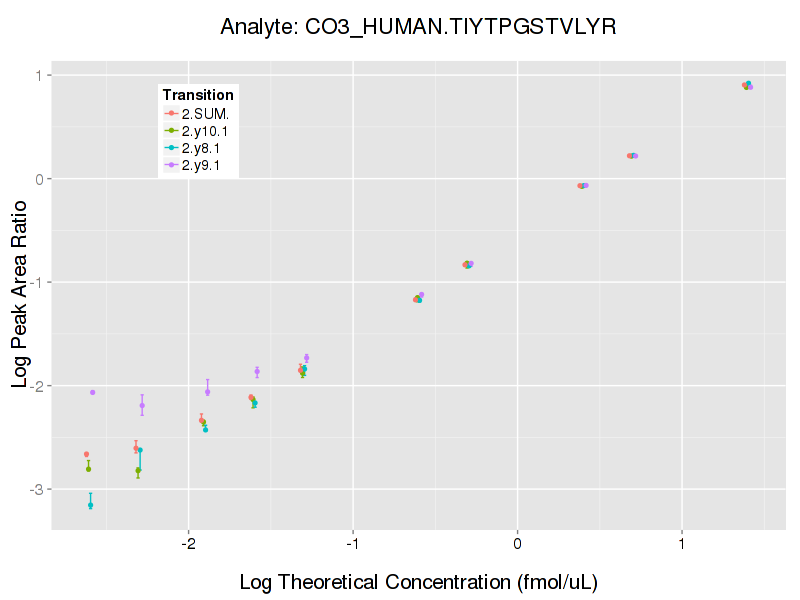 Analyte: CO3_HUMAN.TIYTPGSTVLYR
Log Peak Area Ratio
1
0
-1
-2
-3
Transition
2.SUM.
2.y10.1
2.y8.1
2.y9.1
-2 -1 0 1
Log Theoretical Concentration (fmol/uL)